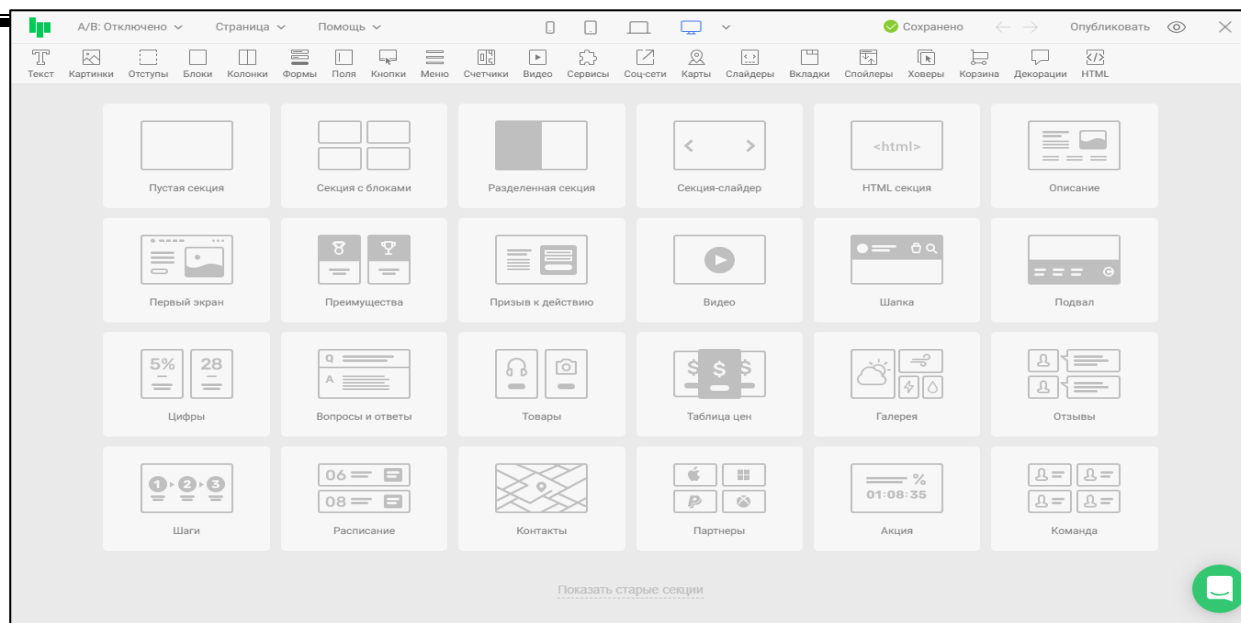 А/В: Отключено Страница Помощь Сохранено Опубликовать
Текст Картинки Отступы Блоки Колонки Формы Поля Кнопки Меню Счетчики Видео Сервисы Соц-сети Карты Слайдеры Вкладки Спойлеры Ховеры Корзина Декорации HTML
<html>
Пустая секция Секция с блоками Разделенная секция Секция-слайдер HTML секция Описание
Первый экран Преимущества Призыв к действию Видео Шапка Подвал
5% 28 Q A $ $ $
Цифры Вопросы и ответы Товары Таблица цен Галерея Отзывы
1 2 3 06 08 % 01:08:35
Шаги Расписание Контакты Партнеры Акция Команда
Показать старые секции